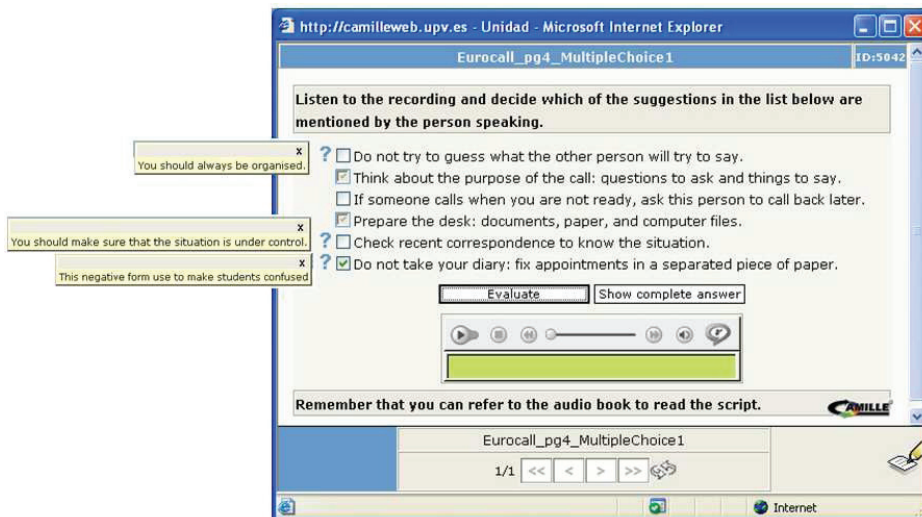 http://camilleweb.upv.es - Unidad - Microsoft Internet Explorer
Eurocall_pg4_MultipleChoice1
ID:5042
Listen to the recording and decide which of the suggestions in the list below are
mentioned by the person speaking.
x
You should always be organised.
? Do not try to guess what the other person will try to say.
Think about the purpose of the call: questions to ask and things to say.
If someone calls when you are not ready, ask this person to call back later.
Prepare the desk: documents, paper, and computer files.
x
You should make sure that the situation is under control.
? Check recent correspondence to know the situation.
x
This negative form use to make students confused
? Do not take your diary: fix appointments in a separated piece of paper.
Evaluate
Show complete answer
Remember that you can refer to the audio book to read the script.
CAMILLE
Eurocall_pg4_MultipleChoice1
1/1 << < > >>
Internet